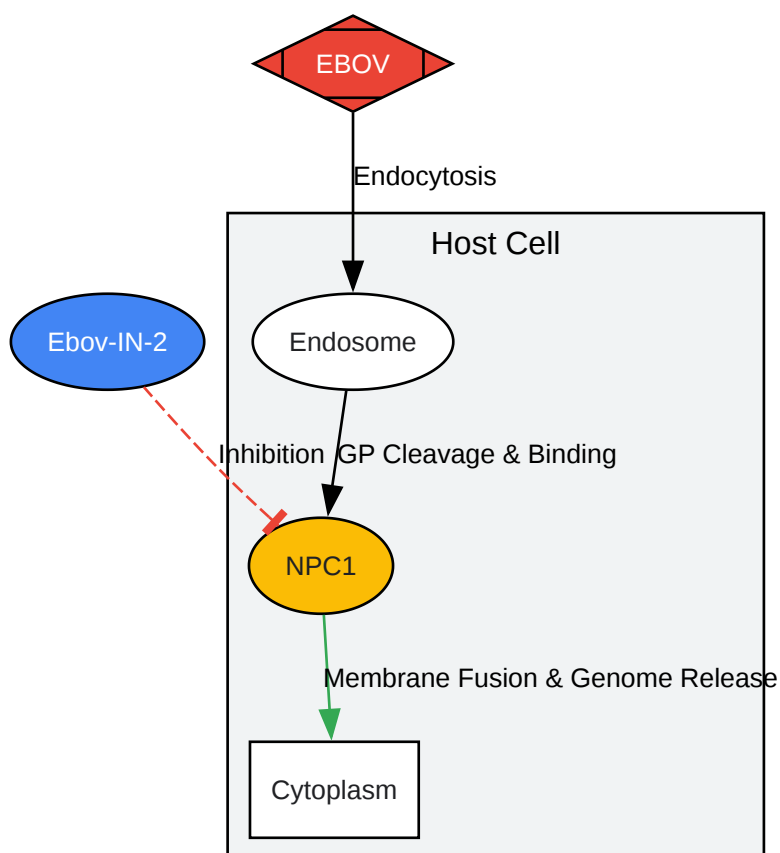 EBOV
Endocytosis
Host Cell
Ebov-IN-2
Endosome
Inhibition
GP Cleavage & Binding
NPC1
Membrane Fusion & Genome Release
Cytoplasm